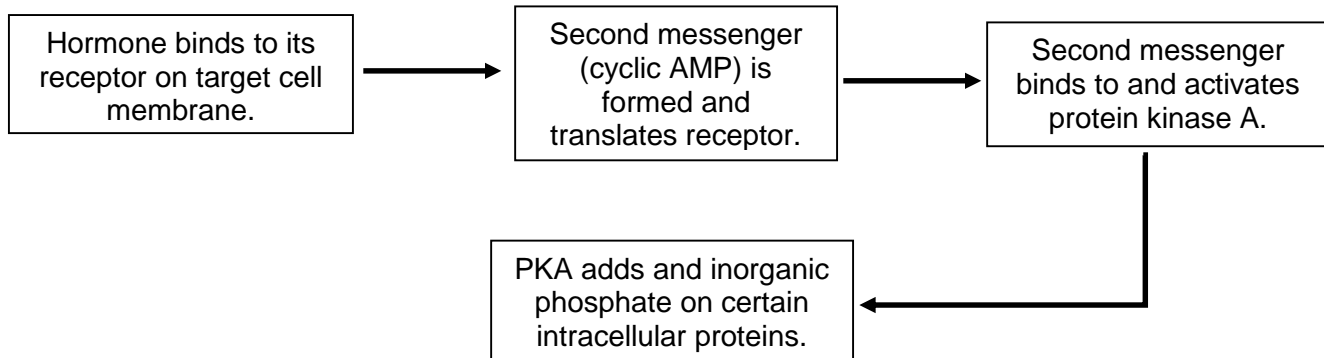 Hormone binds to its
receptor on target cell
membrane.
Second messenger
(cyclic AMP) is
formed and
translates receptor.
Second messenger
binds to and activates
protein kinase A.
PKA adds and inorganic
phosphate on certain
intracellular proteins.